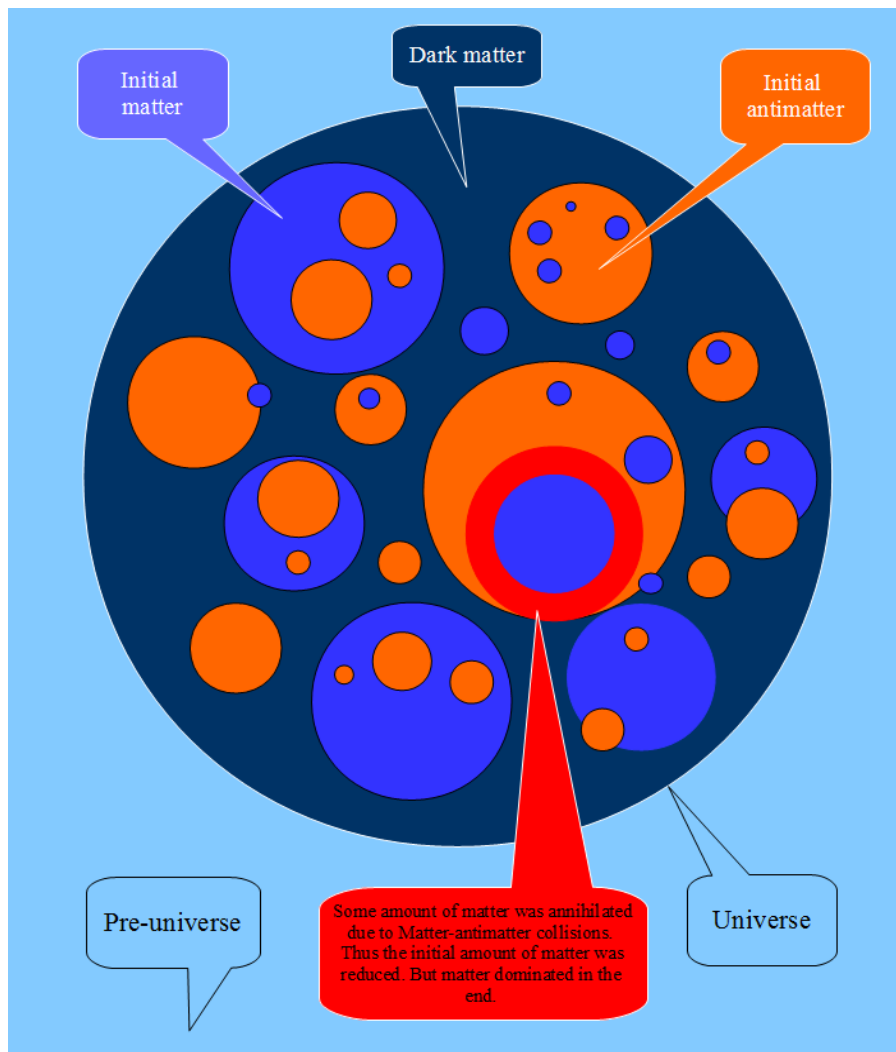 Dark matter
Initial
matter
Initial
antimatter
Pre-universe
Some amount of matter was annihilated
due to Matter-antimatter collisions.
Thus the initial amount of matter was
reduced. But matter dominated in the
end.
Universe